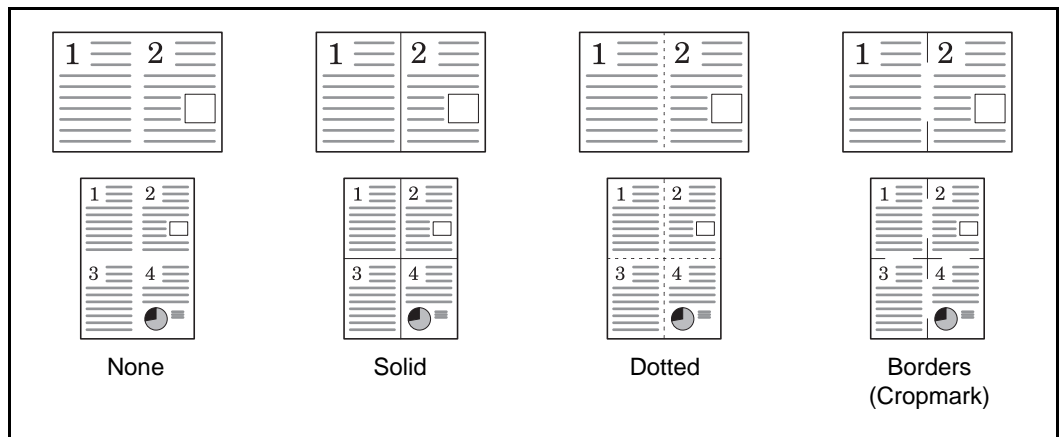 1 2 1 2 1 2 1 2
1 2 1 2 1 2 1 2
3 4 3 4 3 4 3 4
None Solid Dotted Borders
(Cropmark)